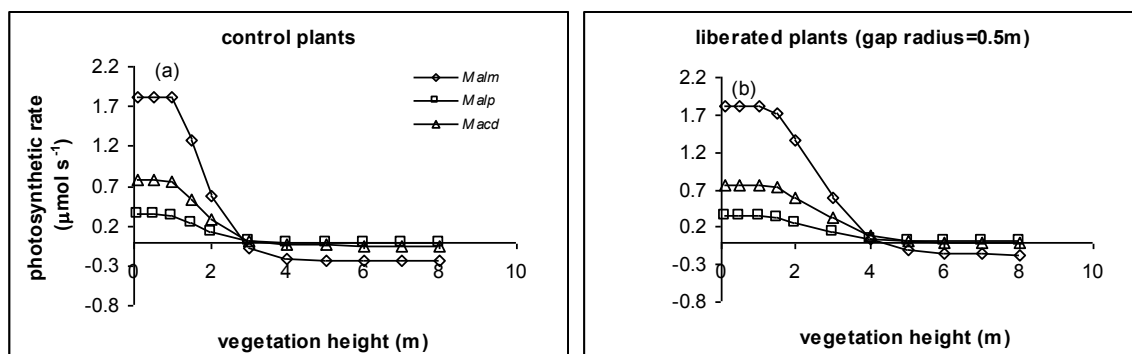 control plants
(a)
Malm
Malp
Macd
2.2
1.7
1.2
0.7
0.2
-0.3
-0.8
0 2 4 6 8 10
photosynthetic rate
(μmol s-1)
vegetation height (m)
liberated plants (gap radius=0.5m)
(b)
2.2
1.7
1.2
0.7
0.2
-0.3
-0.8
0 2 4 6 8 10
vegetation height (m)